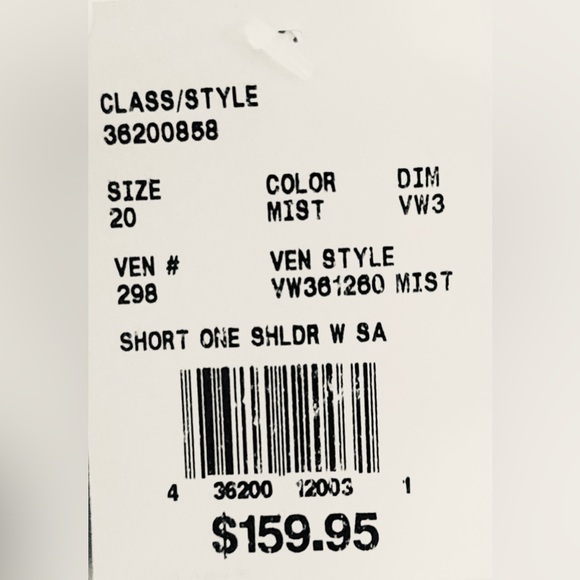 CLASS/STYLE
36200858
SIZE COLOR DIM
20 MIST VW3
VEN # VEN STYLE
298 VW361260 MIST
SHORT ONE SHLDR W SA
4 36200 12003 1
$159.95